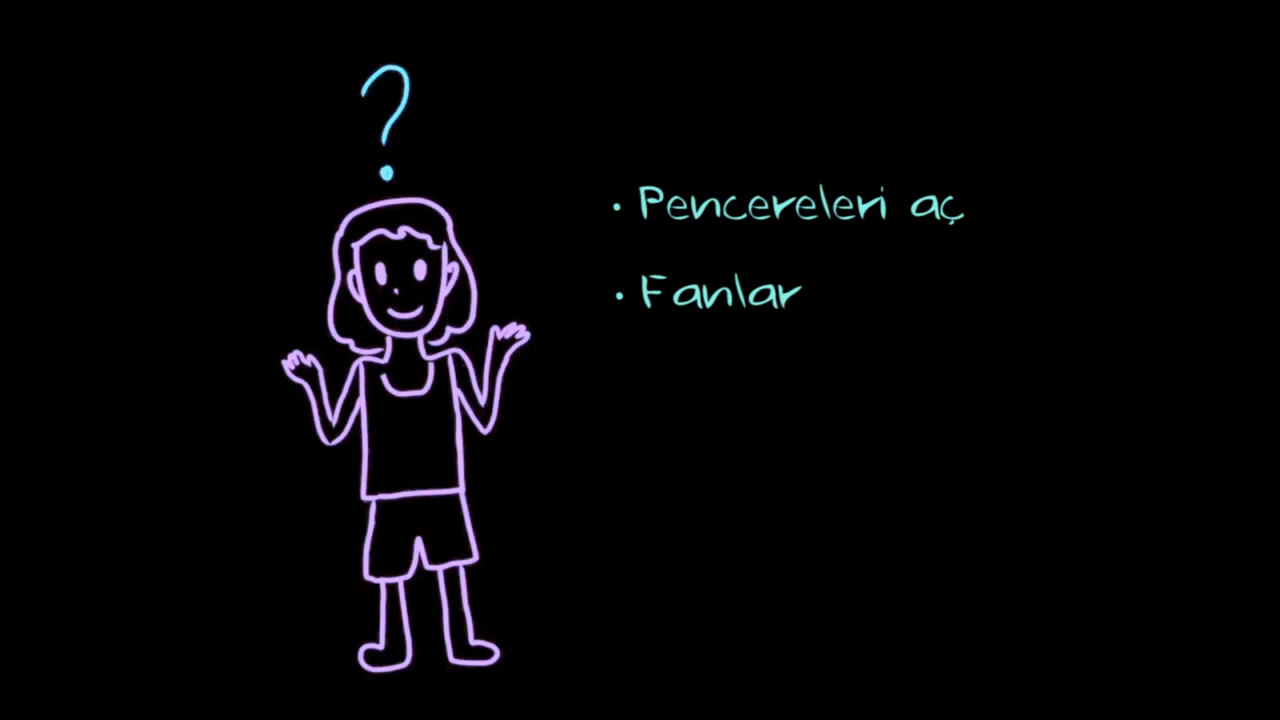 ?
• Pencereleri aç
• Fanlar